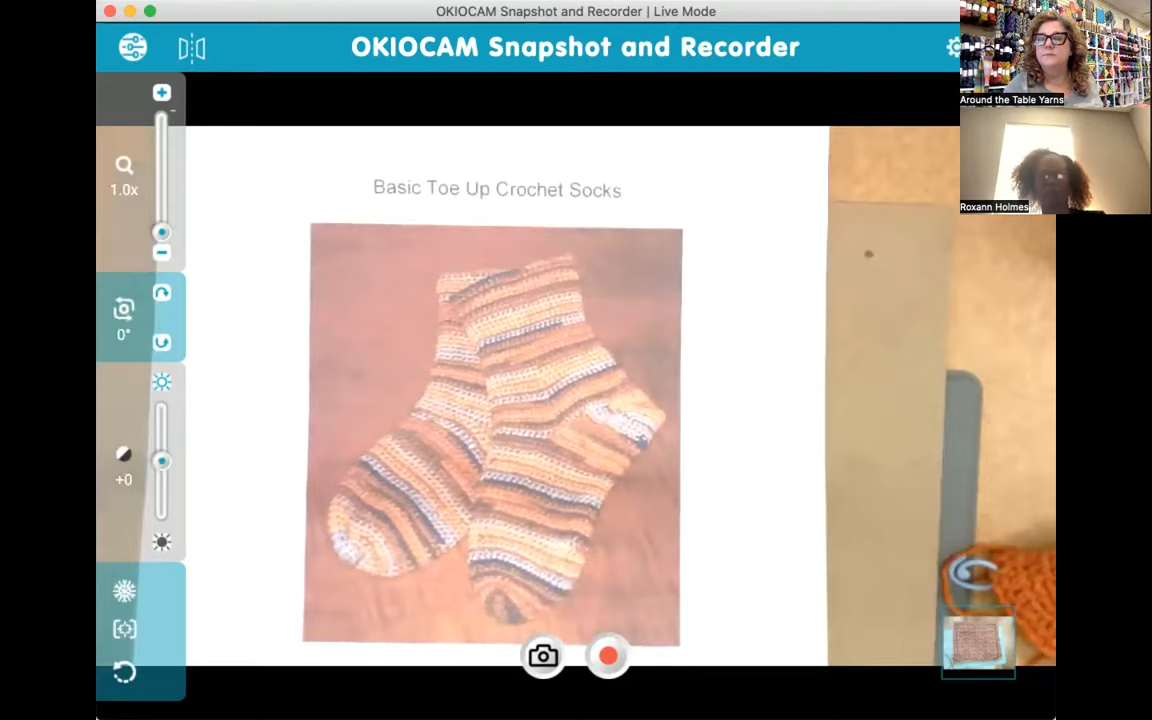 OKIOCAM Snapshot and Recorder | Live Mode
OKIOCAM Snapshot and Recorder
Around the Table Yarns
Roxann Holmes
1.0x
Basic Toe Up Crochet Socks
0°
+0